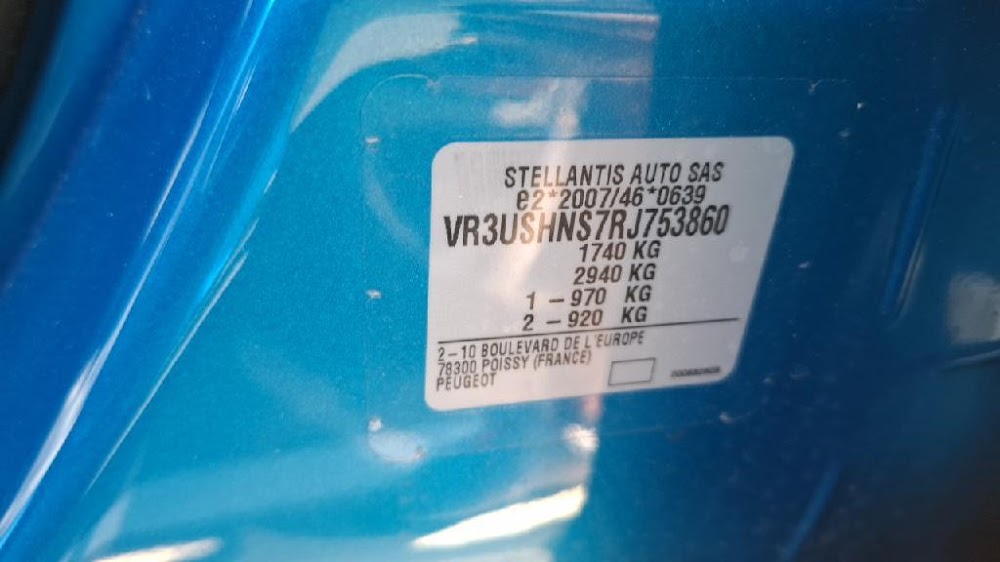 STELLANTIS AUTO SAS
e2*2007/46*0639
VR3USHNS7RJ753860
1740 KG
2940 KG
1 – 970 KG
2 – 920 KG
2–10 BOULEVARD DE L'EUROPE
78300 POISSY (FRANCE)
PEUGEOT